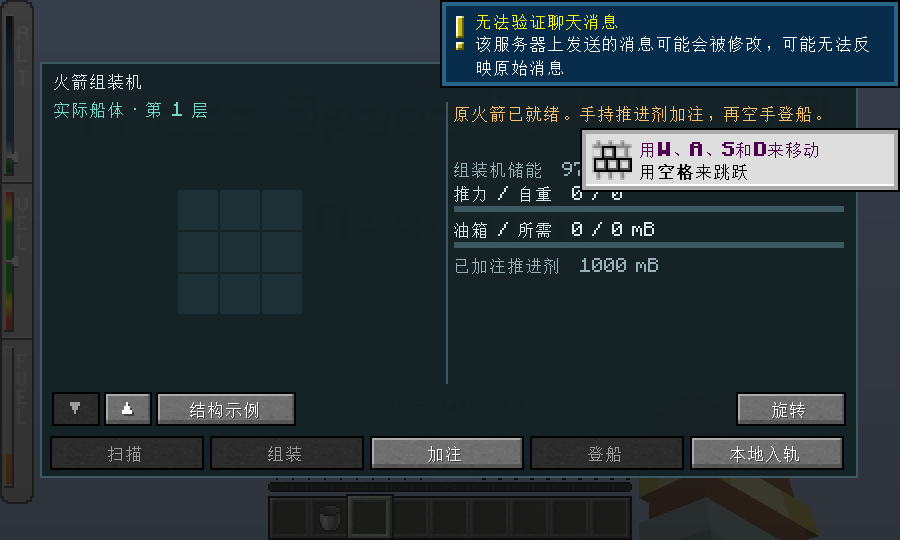 无法验证聊天消息
该服务器上发送的消息可能会被修改，可能无法反
映原始消息
火箭组装机
实际船体·第 1 层
原火箭已就绪。手持推进剂加注，再空手登船。
用W、A、S和D来移动
用空格来跳跃
组装机储能 97
推力 / 自重 0 / 0
油箱 / 所需 0 / 0 mB
已加注推进剂 1000 mB
▼ ▲ 结构示例 旋转
扫描 组装 加注 登船 本地入轨
ALT
VEL
FUEL